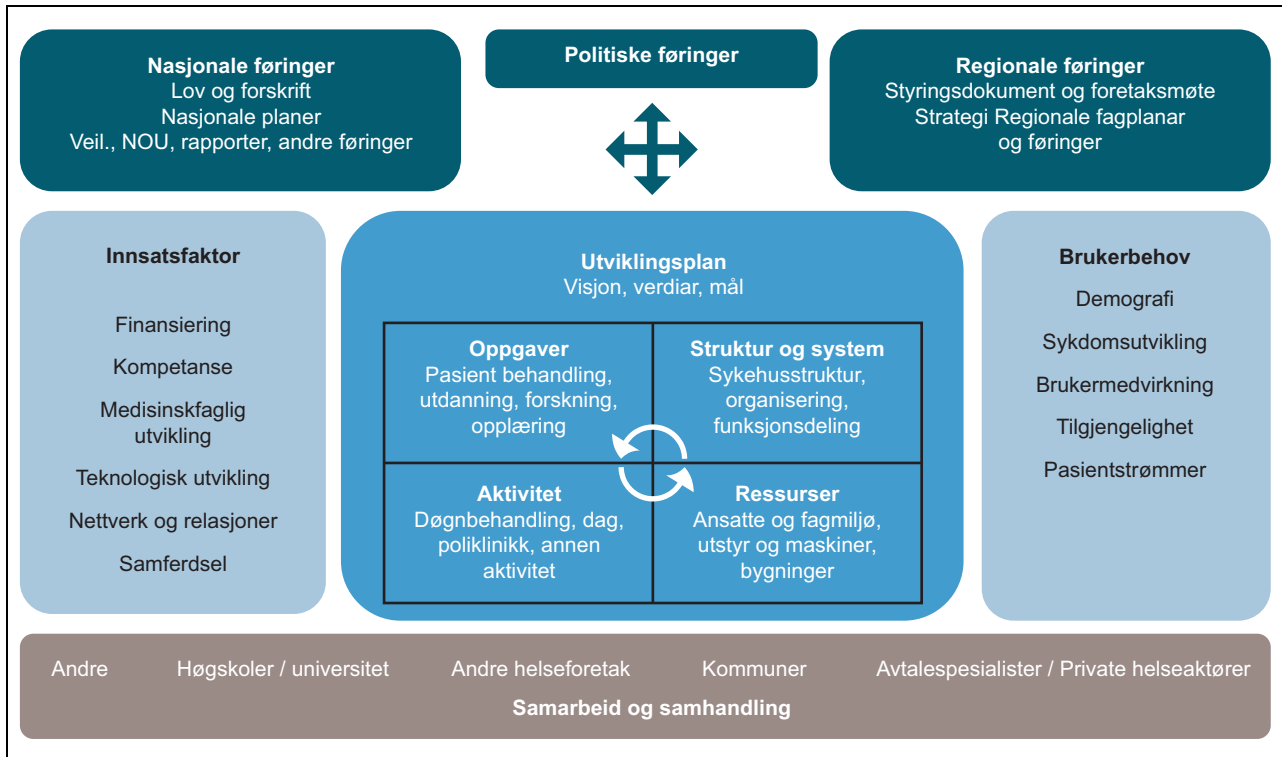 Nasjonale føringer
Lov og forskrift
Nasjonale planer
Veil., NOU, rapporter, andre føringer
Politiske føringer
Regionale føringer
Styringsdokument og foretaksmøte
Strategi Regionale fagplanar
og føringer
Innsatsfaktor
Finansiering
Kompetanse
Medisinskfaglig
utvikling
Teknologisk utvikling
Nettverk og relasjoner
Samferdsel
Utviklingsplan
Visjon, verdiar, mål
Oppgaver
Pasient behandling,
utdanning, forskning,
opplæring
Struktur og system
Sykehusstruktur,
organisering,
funksjonsdeling
Aktivitet
Døgnbehandling, dag,
poliklinikk, annen
aktivitet
Ressurser
Ansatte og fagmiljø,
utstyr og maskiner,
bygninger
Brukerbehov
Demografi
Sykdomsutvikling
Brukermedvirkning
Tilgjengelighet
Pasientstrømmer
Andre Høgskoler / universitet Andre helseforetak Kommuner Avtalespesialister / Private helseaktører
Samarbeid og samhandling